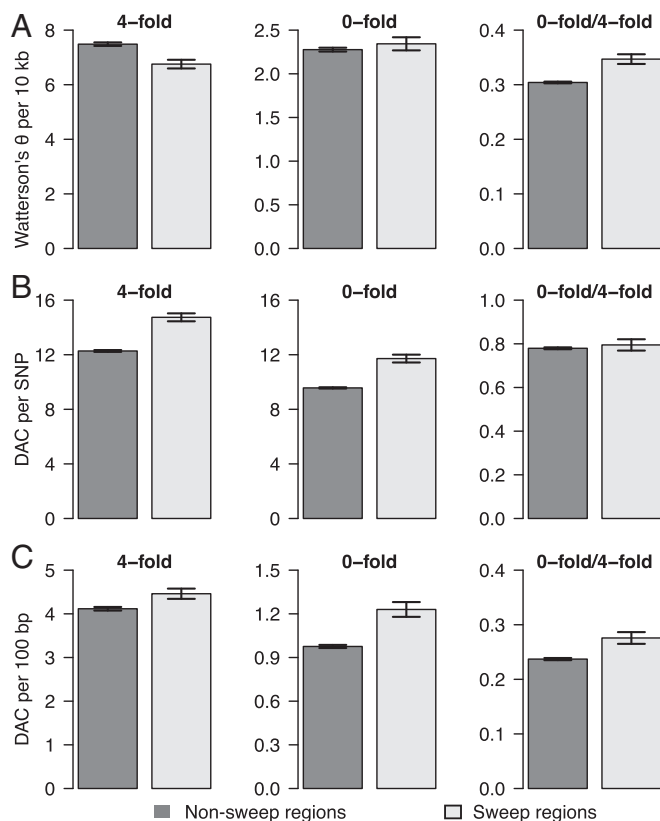 A
4–fold
0–fold
0–fold/4–fold
Watterson's θ per 10 kb
8
6
4
2
0
2.5
2.0
1.5
1.0
0.5
0.0
0.4
0.3
0.2
0.1
0.0
B
4–fold
0–fold
0–fold/4–fold
DAC per SNP
16
12
8
4
0
16
12
8
4
0
1.0
0.8
0.6
0.4
0.2
0.0
C
4–fold
0–fold
0–fold/4–fold
DAC per 100 bp
5
4
3
2
1
0
1.5
1.2
0.9
0.6
0.3
0.0
0.4
0.3
0.2
0.1
0.0
Non-sweep regions
Sweep regions